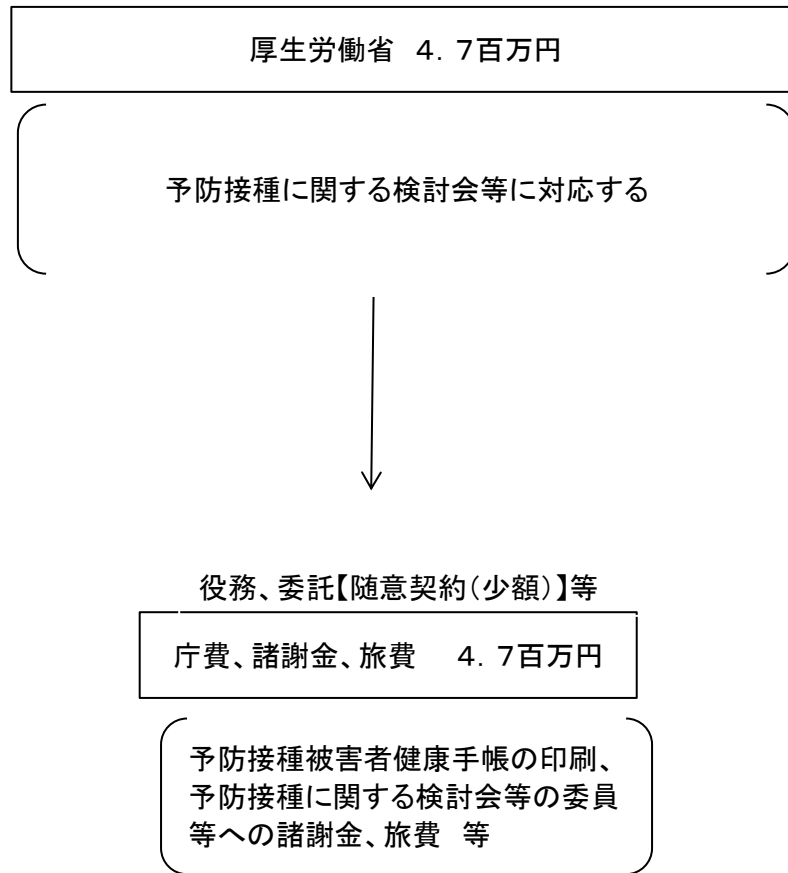 厚生労働省　４．７百万円
予防接種に関する検討会等に対応する
役務、委託【随意契約（少額）】等
庁費、諸謝金、旅費　　４．７百万円
予防接種被害者健康手帳の印刷、
予防接種に関する検討会等の委員
等への諸謝金、旅費　等